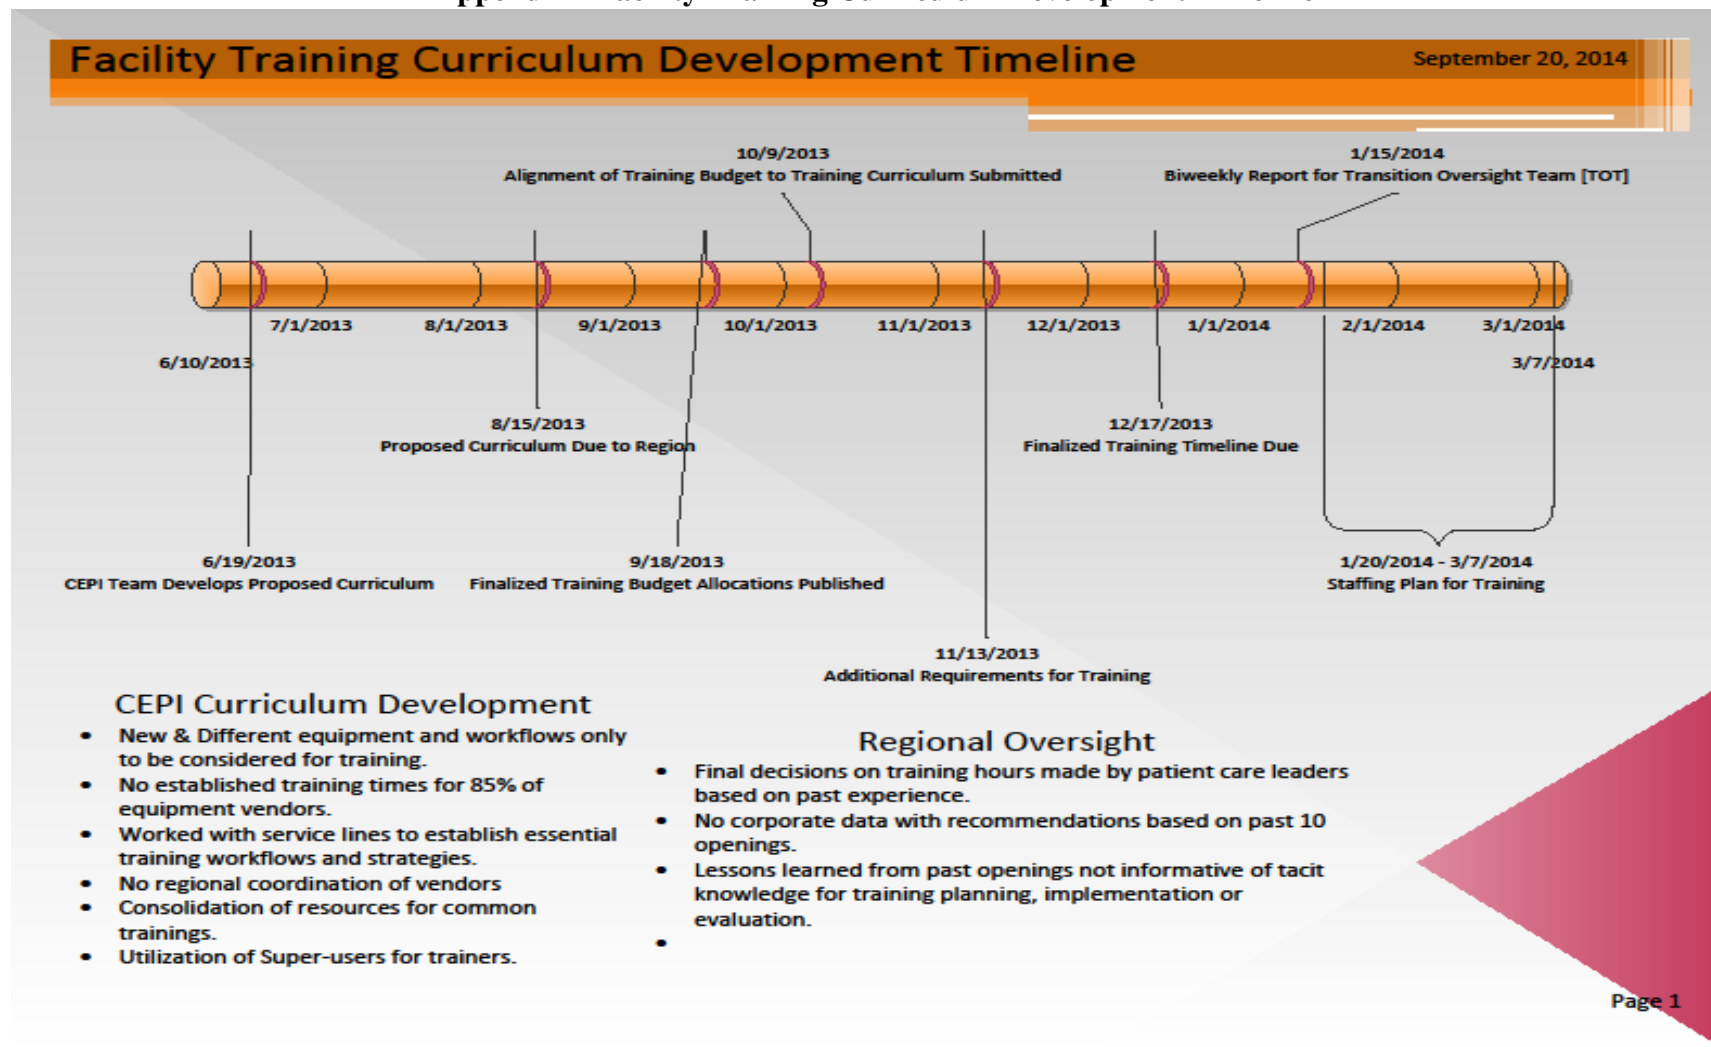 Facility Training Curriculum Development Timeline
September 20, 2014
10/9/2013
Alignment of Training Budget to Training Curriculum Submitted
1/15/2014
Biweekly Report for Transition Oversight Team [TOT]
7/1/2013
8/1/2013
9/1/2013
10/1/2013
11/1/2013
12/1/2013
1/1/2014
2/1/2014
3/1/2014
6/10/2013
3/7/2014
8/15/2013
Proposed Curriculum Due to Region
12/17/2013
Finalized Training Timeline Due
6/19/2013
CEPI Team Develops Proposed Curriculum
9/18/2013
Finalized Training Budget Allocations Published
1/20/2014 - 3/7/2014
Staffing Plan for Training
11/13/2013
Additional Requirements for Training
CEPI Curriculum Development
• New & Different equipment and workflows only
to be considered for training.
• No established training times for 85% of
equipment vendors.
• Worked with service lines to establish essential
training workflows and strategies.
• No regional coordination of vendors
• Consolidation of resources for common
trainings.
• Utilization of Super-users for trainers.
Regional Oversight
• Final decisions on training hours made by patient care leaders
based on past experience.
• No corporate data with recommendations based on past 10
openings.
• Lessons learned from past openings not informative of tacit
knowledge for training planning, implementation or
evaluation.
•
Page 1